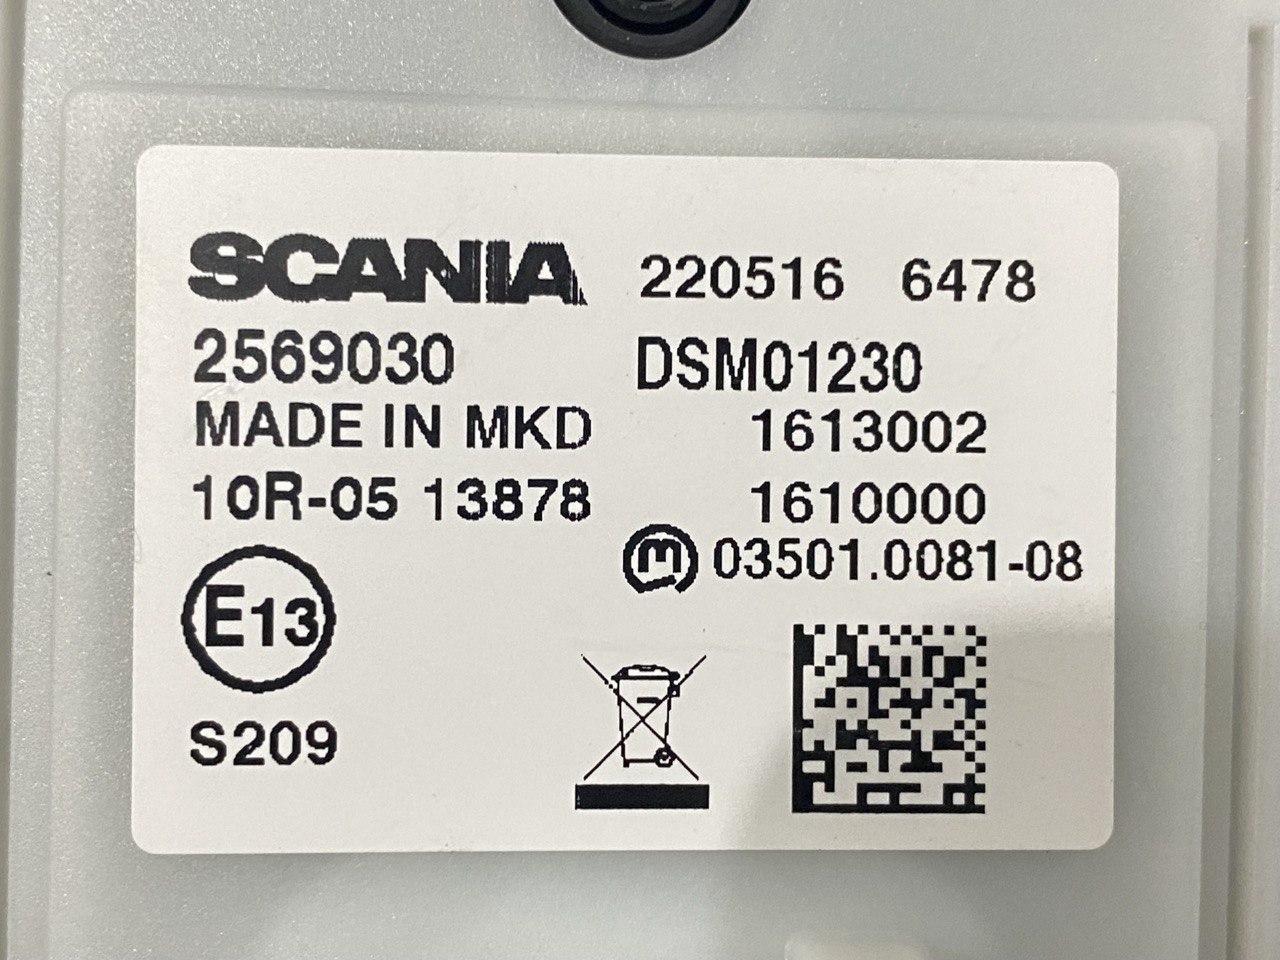 SCANIA 220516 6478
2569030 DSM01230
MADE IN MKD 1613002
10R-05 13878 1610000
m 03501.0081-08
E13
S209